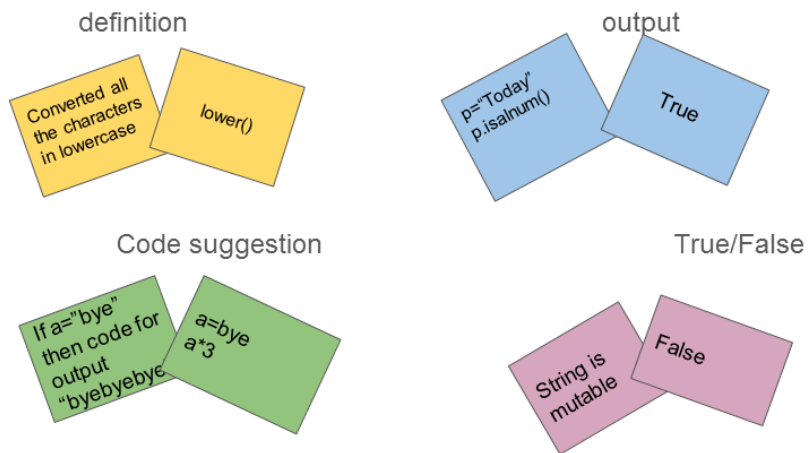 definition
Converted all
the characters
in lowercase
lower()
output
p=“Today”
p.isalnum()
True
Code suggestion
If a=”bye”
then code for
output
“byebyebye
a=bye
a*3
True/False
String is
mutable
False